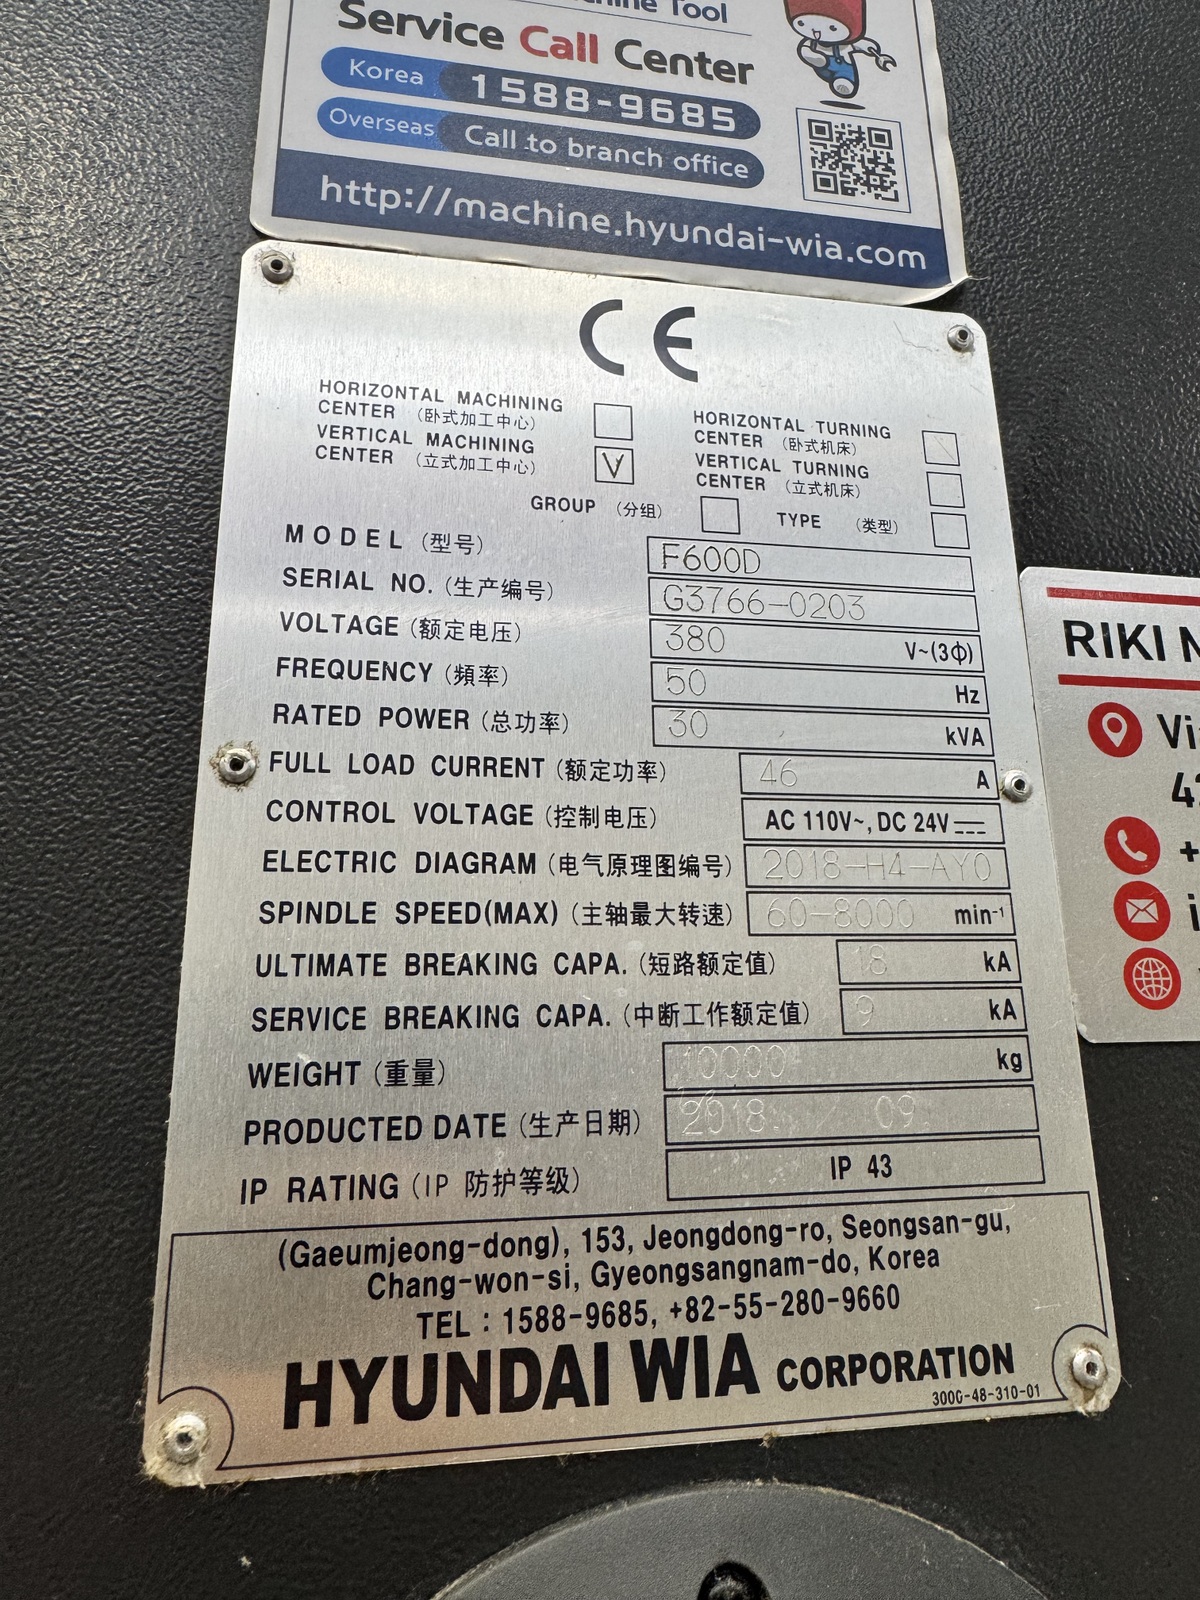 Service Call Center
Korea 1588-9685
Overseas Call to branch office
http://machine.hyundai-wia.com
CE
HORIZONTAL MACHINING
CENTER (卧式加工中心)
VERTICAL MACHINING
CENTER (立式加工中心) V
HORIZONTAL TURNING
CENTER (卧式机床)
VERTICAL TURNING
CENTER (立式机床)
GROUP (分组) TYPE (类型)
MODEL (型号) F600D
SERIAL NO. (生产编号) G3766-0203
VOLTAGE (额定电压) 380 V~(3Φ)
FREQUENCY (頻率) 50 Hz
RATED POWER (总功率) 30 kVA
FULL LOAD CURRENT (额定功率) 46 A
CONTROL VOLTAGE (控制电压) AC 110V~, DC 24V
ELECTRIC DIAGRAM (电气原理图编号) 2018-H4-AY0
SPINDLE SPEED(MAX) (主轴最大转速) 60-8000 min⁻¹
ULTIMATE BREAKING CAPA. (短路额定值) 18 kA
SERVICE BREAKING CAPA. (中断工作额定值) 9 kA
WEIGHT (重量) 10000 kg
PRODUCTED DATE (生产日期) 2018. 09.
IP RATING (IP 防护等级) IP 43
(Gaeumjeong-dong), 153, Jeongdong-ro, Seongsan-gu,
Chang-won-si, Gyeongsangnam-do, Korea
TEL : 1588-9685, +82-55-280-9660
HYUNDAI WIA CORPORATION
300G-48-310-01
RIKI